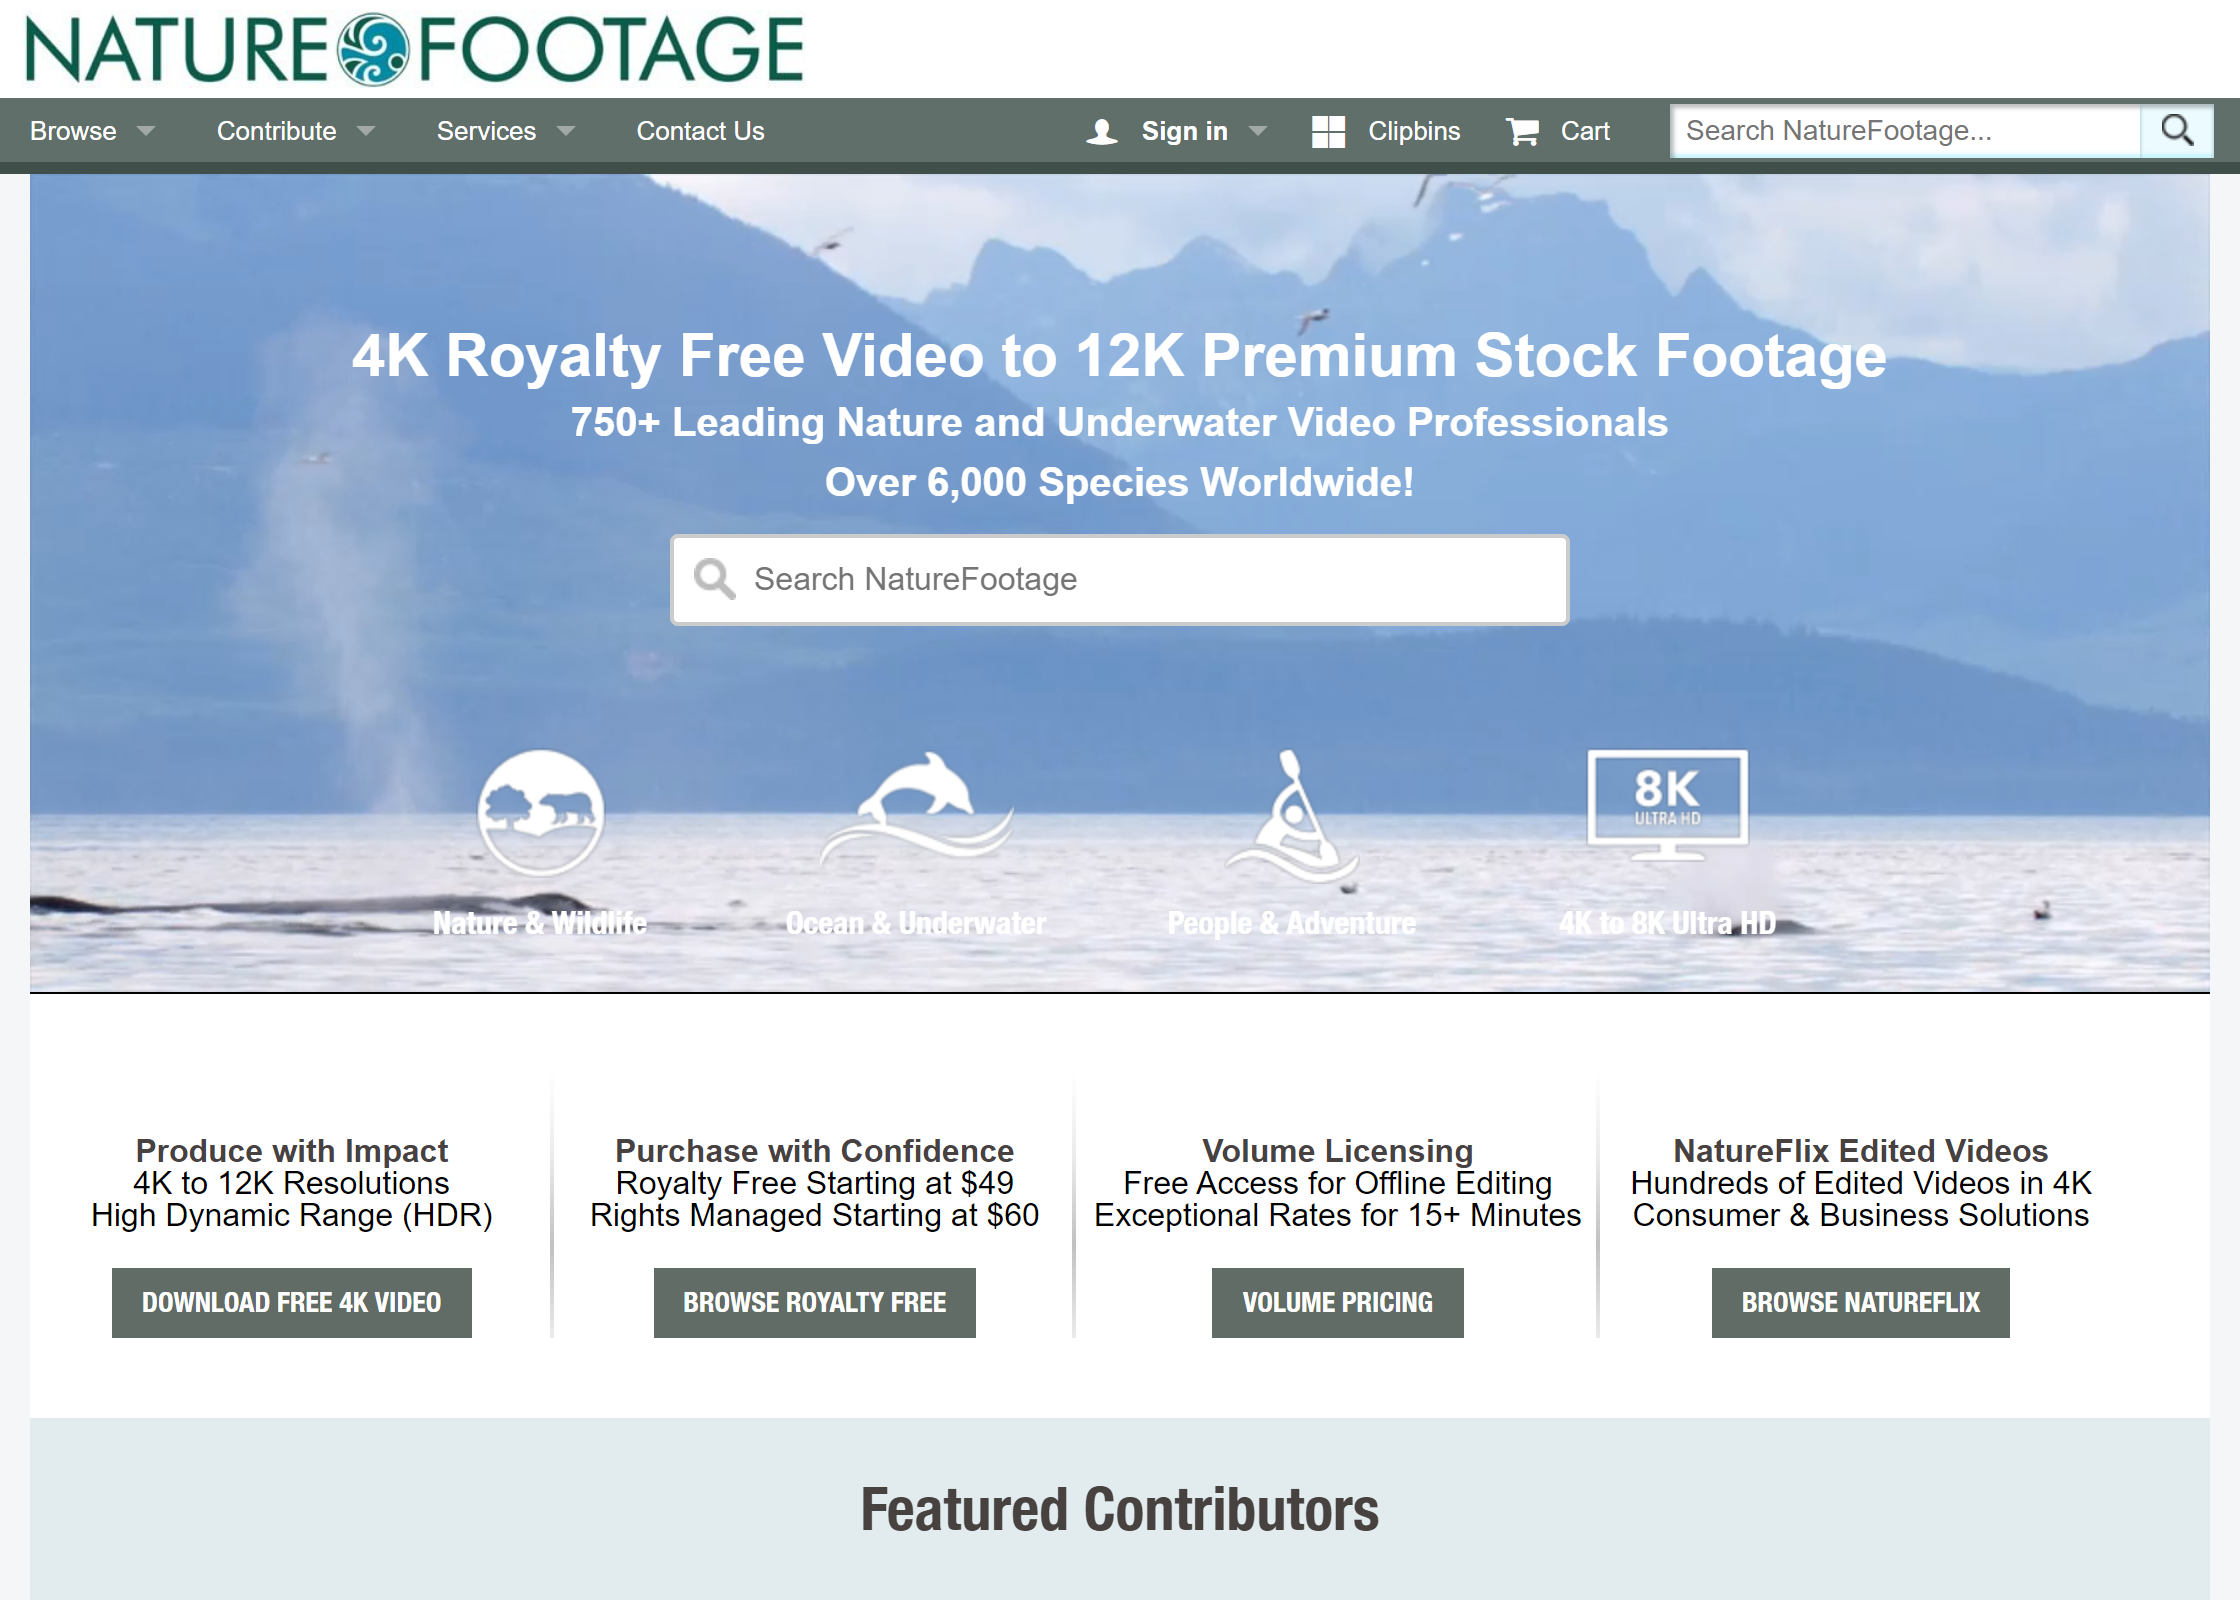 NATURE FOOTAGE
Browse Contribute Services Contact Us Sign in Clipbins Cart Search NatureFootage...
4K Royalty Free Video to 12K Premium Stock Footage
750+ Leading Nature and Underwater Video Professionals
Over 6,000 Species Worldwide!
Search NatureFootage
8K
ULTRA HD
Nature & Wildlife Ocean & Underwater People & Adventure 4K to 8K Ultra HD
Produce with Impact
4K to 12K Resolutions
High Dynamic Range (HDR)
DOWNLOAD FREE 4K VIDEO
Purchase with Confidence
Royalty Free Starting at $49
Rights Managed Starting at $60
BROWSE ROYALTY FREE
Volume Licensing
Free Access for Offline Editing
Exceptional Rates for 15+ Minutes
VOLUME PRICING
NatureFlix Edited Videos
Hundreds of Edited Videos in 4K
Consumer & Business Solutions
BROWSE NATUREFLIX
Featured Contributors